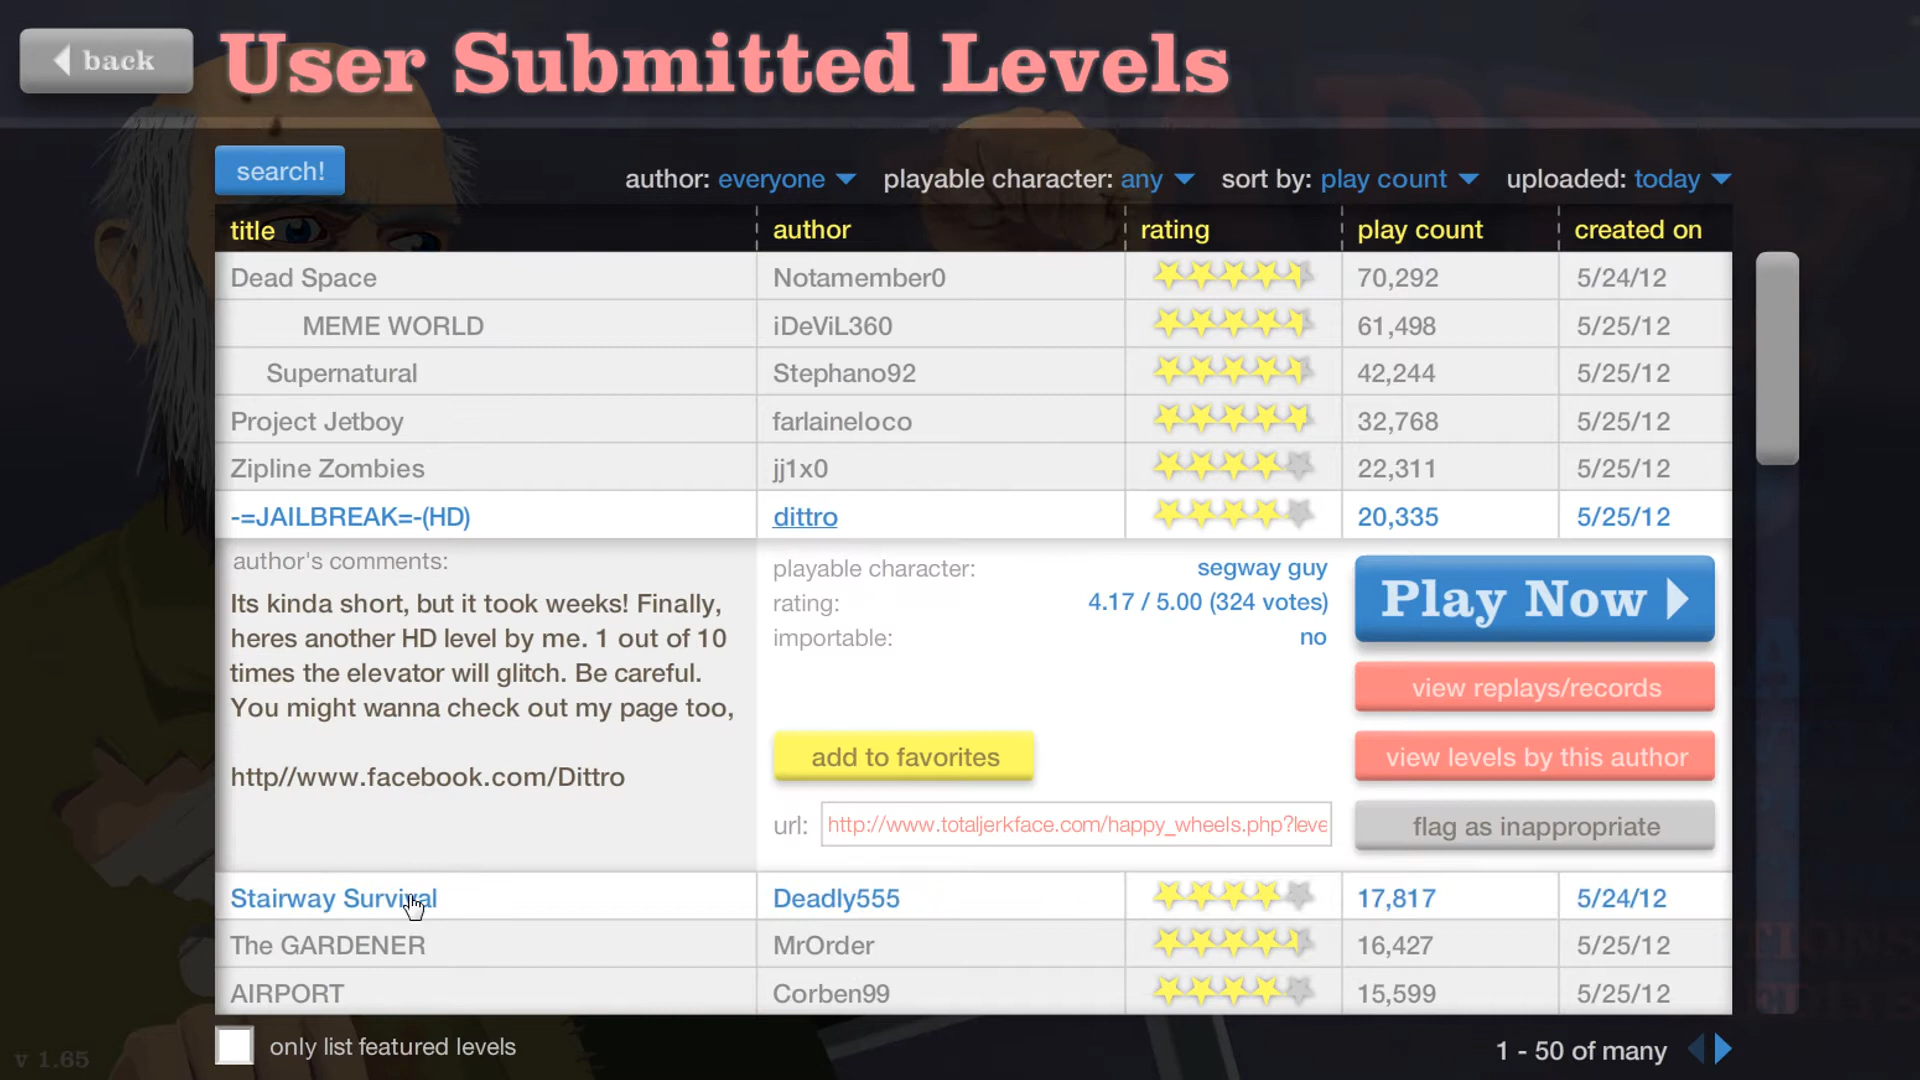 back
User Submitted Levels
search!
author: everyone playable character: any sort by: play count uploaded: today
title author rating play count created on
Dead Space Notamember0 70,292 5/24/12
MEME WORLD iDeViL360 61,498 5/25/12
Supernatural Stephano92 42,244 5/25/12
Project Jetboy farlaineloco 32,768 5/25/12
Zipline Zombies jj1x0 22,311 5/25/12
-=JAILBREAK=-(HD) dittro 20,335 5/25/12
author's comments:
Its kinda short, but it took weeks! Finally,
heres another HD level by me. 1 out of 10
times the elevator will glitch. Be careful.
You might wanna check out my page too,
http//www.facebook.com/Dittro
playable character: segway guy
rating: 4.17 / 5.00 (324 votes)
importable: no
add to favorites
url: http://www.totaljerkface.com/happy_wheels.php?leve
Play Now
view replays/records
view levels by this author
flag as inappropriate
Stairway Survival Deadly555 17,817 5/24/12
The GARDENER MrOrder 16,427 5/25/12
AIRPORT Corben99 15,599 5/25/12
only list featured levels
1 - 50 of many
v 1.65